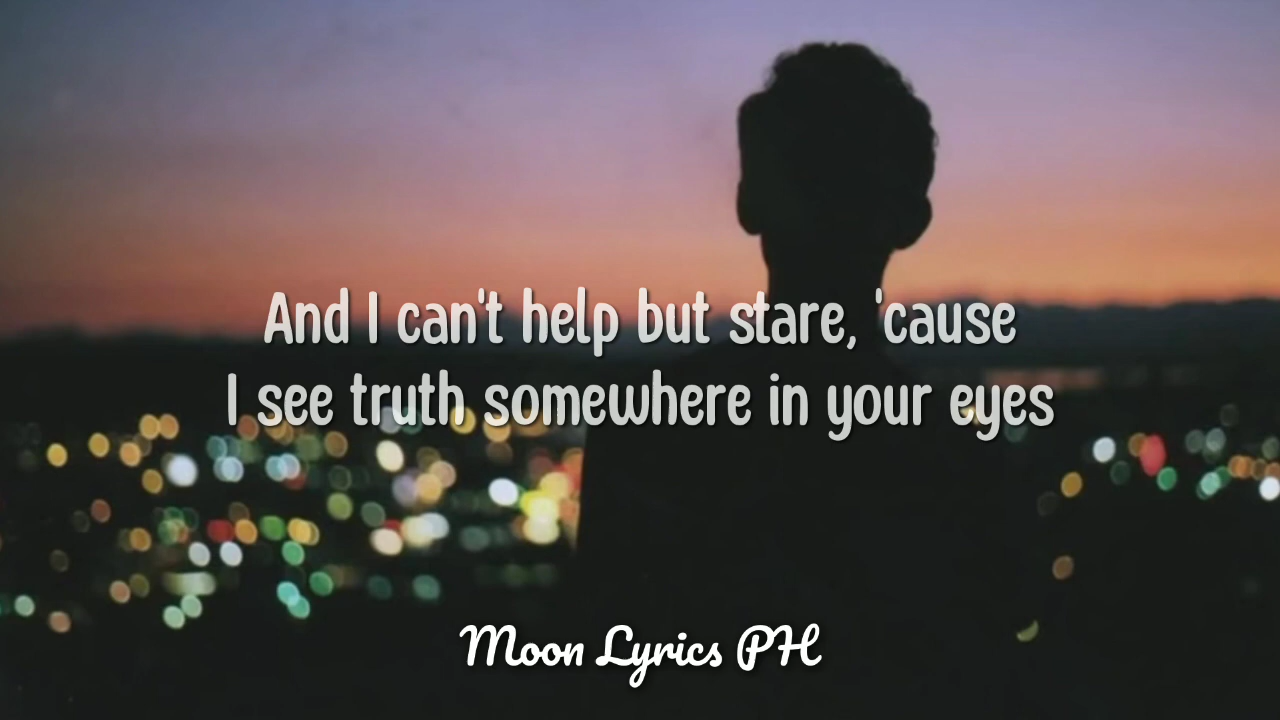 And I can't help but stare, 'cause
I see truth somewhere in your eyes
Moon Lyrics PH